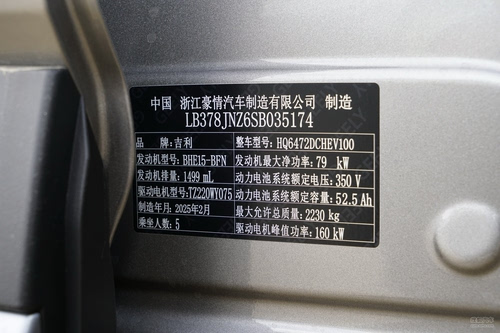 中国 浙江豪情汽车制造有限公司 制造
LB378JNZ6SB035174
品牌：吉利 整车型号：HQ6472DCHEV100
发动机型号：BHE15-BFN 发动机最大净功率：79 kW
发动机排量：1499 mL 动力电池系统额定电压：350 V
驱动电机型号：TZ220WY075 动力电池系统额定容量：52.5 Ah
制造年月：2025年2月 最大允许总质量：2230 kg
乘坐人数：5 驱动电机峰值功率：160 kW